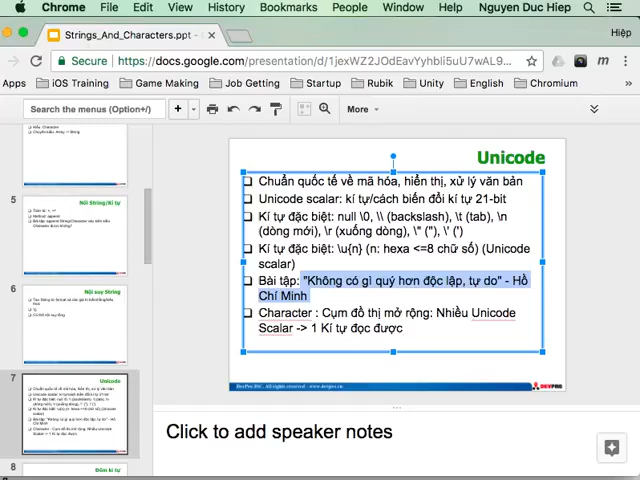 Chrome File Edit View History Bookmarks People Window Help Nguyen Duc Hiep
Strings_And_Characters.ppt -
Hiệp
Secure https://docs.google.com/presentation/d/1jexWZ2JOdEavYyhbli5uU7wAL9...
Apps iOS Training Game Making Job Getting Startup Rubik Unity English Chromium
Search the menus (Option+/) More
5
Nối String/Kí tự
6
Nội suy String
7
Unicode
8
Đếm kí tự
Unicode
Chuẩn quốc tế về mã hóa, hiển thị, xử lý văn bản
Unicode scalar: kí tự/cách biến đổi kí tự 21-bit
Kí tự đặc biệt: null \0, \\ (backslash), \t (tab), \n
(dòng mới), \r (xuống dòng), \" ("), \' (')
Kí tự đặc biệt: \u{n} (n: hexa <=8 chữ số) (Unicode
scalar)
Bài tập: "Không có gì quý hơn độc lập, tự do" - Hồ
Chí Minh
Character : Cụm đồ thị mở rộng: Nhiều Unicode
Scalar -> 1 Kí tự đọc được
DevPro JSC. All rights reserved - www.devpro.vn
DEVPRO
Click to add speaker notes